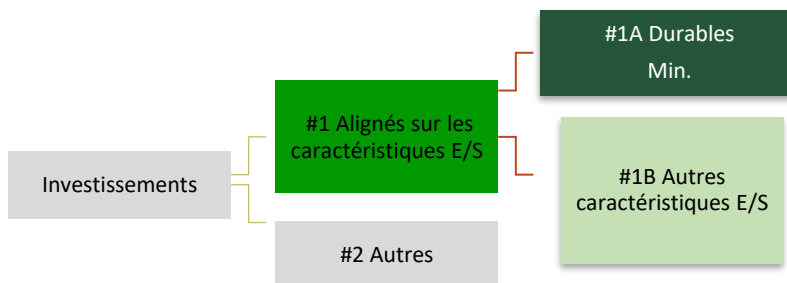 #1A Durables
Min.
#1 Alignés sur les
caractéristiques E/S
Investissements
#1B Autres
caractéristiques E/S
#2 Autres